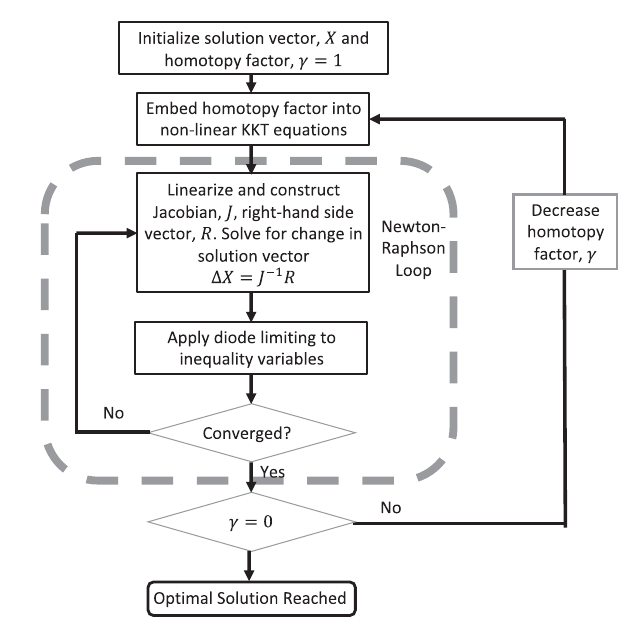 Initialize solution vector, X and
homotopy factor, γ = 1
Embed homotopy factor into
non-linear KKT equations
Linearize and construct
Jacobian, J, right-hand side
vector, R. Solve for change in
solution vector
ΔX = J⁻¹R
Newton-
Raphson
Loop
Decrease
homotopy
factor, γ
Apply diode limiting to
inequality variables
No
Converged?
Yes
γ = 0
No
Optimal Solution Reached